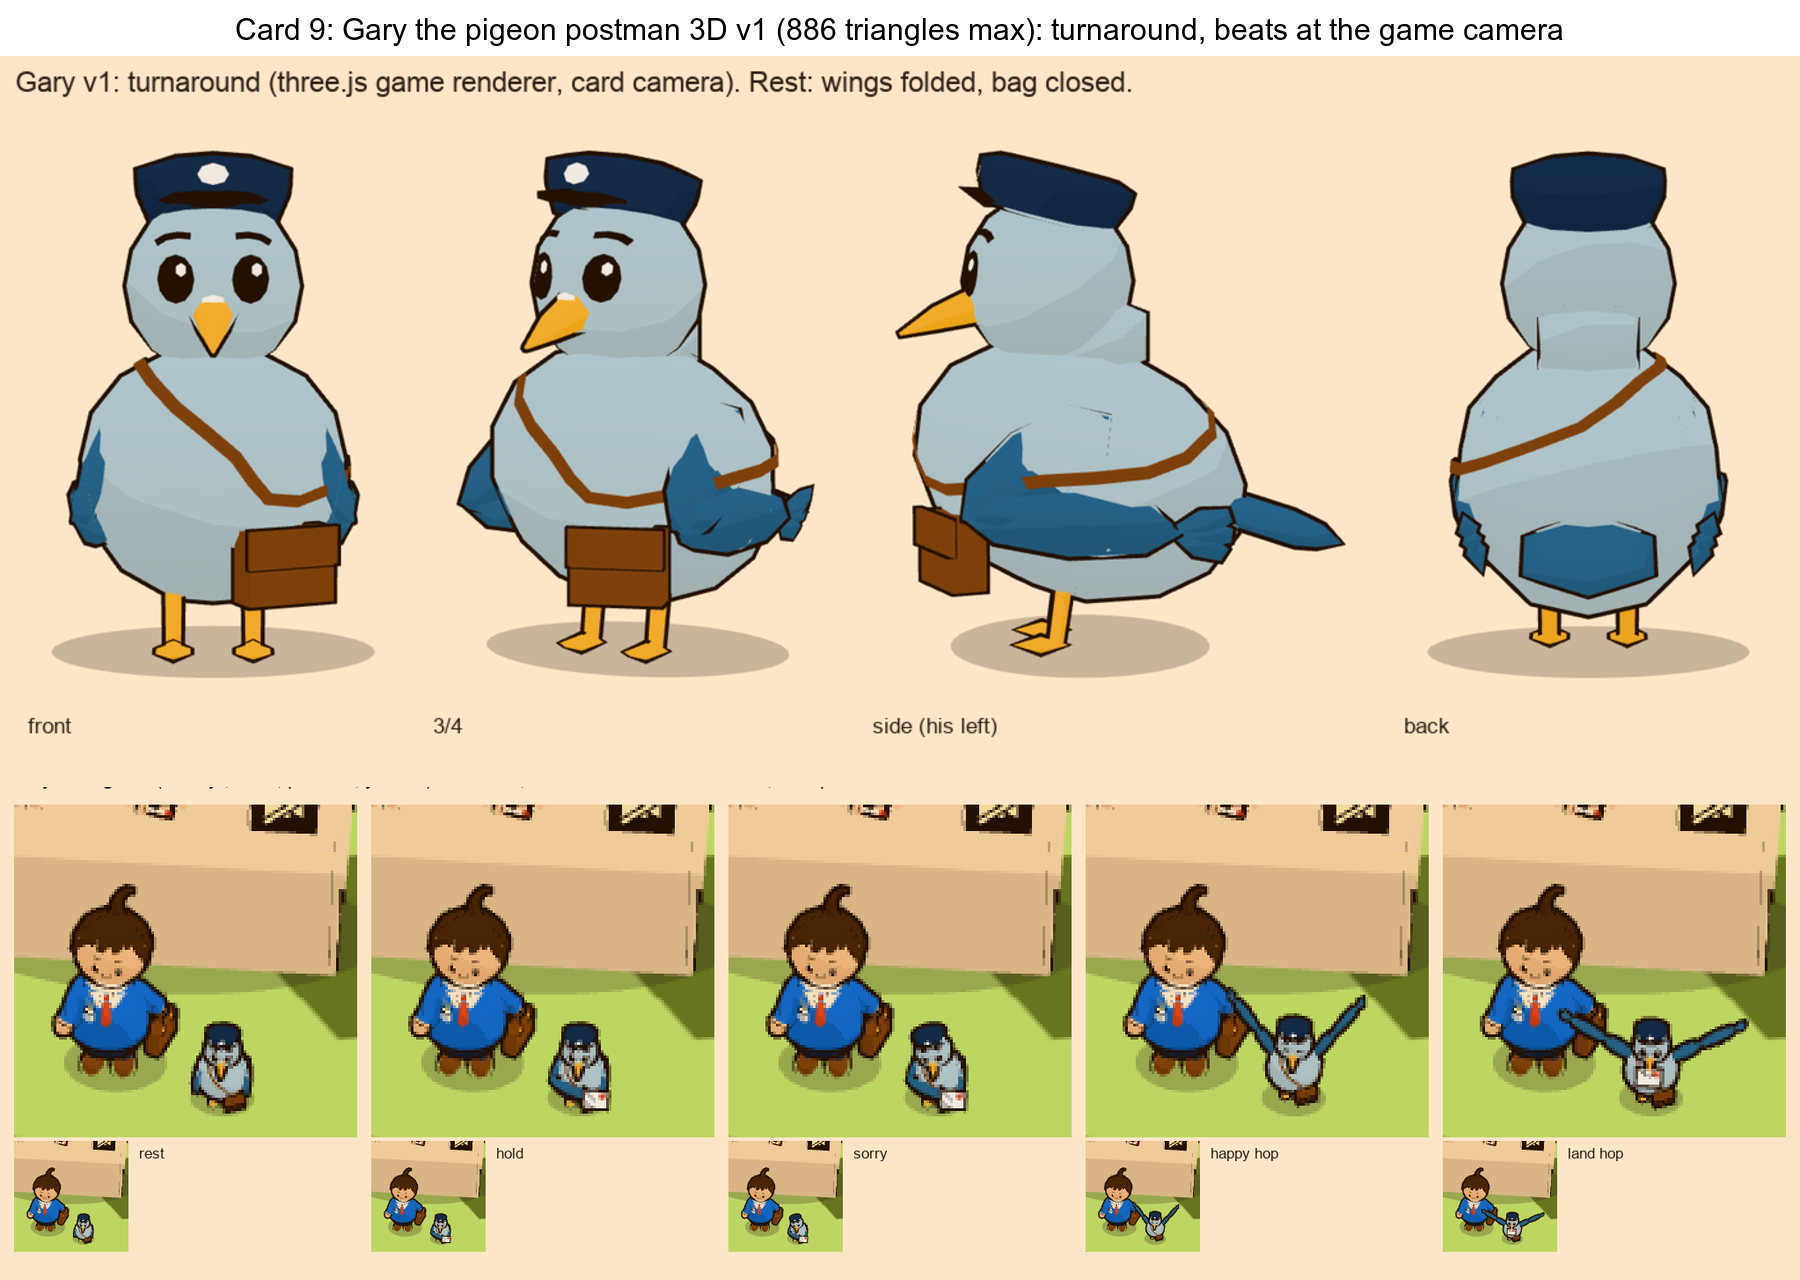 Card 9: Gary the pigeon postman 3D v1 (886 triangles max): turnaround, beats at the game camera
Gary v1: turnaround (three.js game renderer, card camera). Rest: wings folded, bag closed.
front
3/4
side (his left)
back
rest
hold
sorry
happy hop
land hop